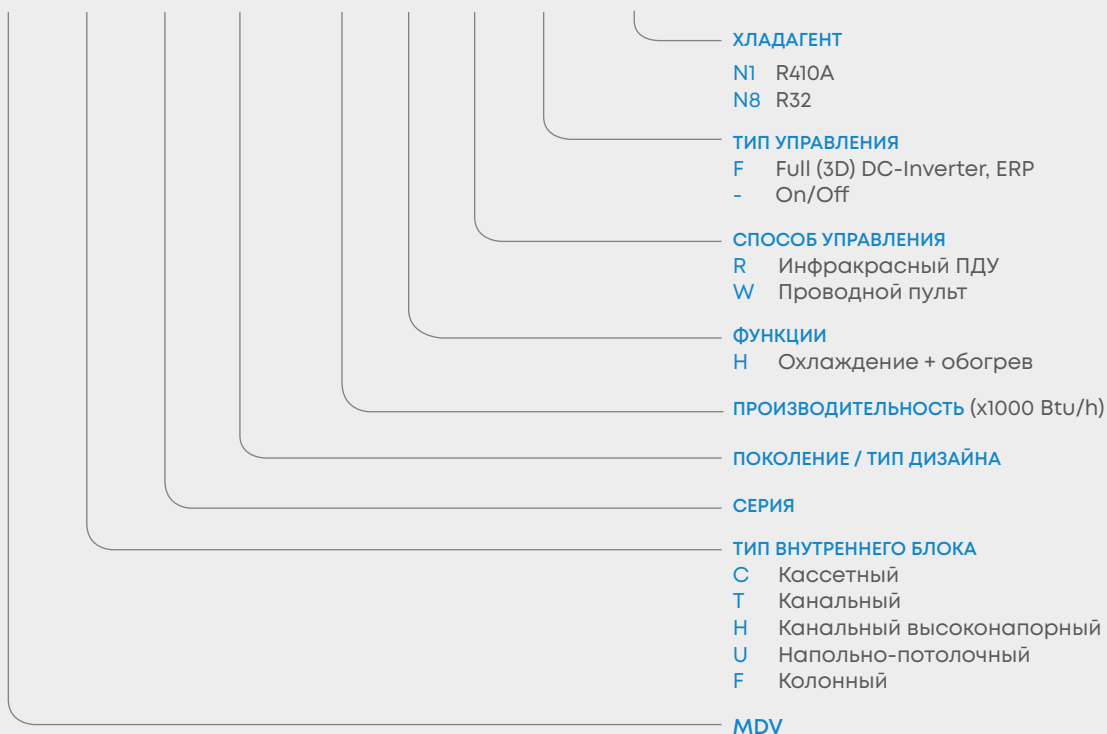 ХЛАДАГЕНТ
N1 R410A
N8 R32
ТИП УПРАВЛЕНИЯ
F Full (3D) DC-Inverter, ERP
- On/Off
СПОСОБ УПРАВЛЕНИЯ
R Инфракрасный ПДУ
W Проводной пульт
ФУНКЦИИ
H Охлаждение + обогрев
ПРОИЗВОДИТЕЛЬНОСТЬ (x1000 Btu/h)
ПОКОЛЕНИЕ / ТИП ДИЗАЙНА
СЕРИЯ
ТИП ВНУТРЕННЕГО БЛОКА
C Кассетный
T Канальный
H Канальный высоконапорный
U Напольно-потолочный
F Колонный
MDV